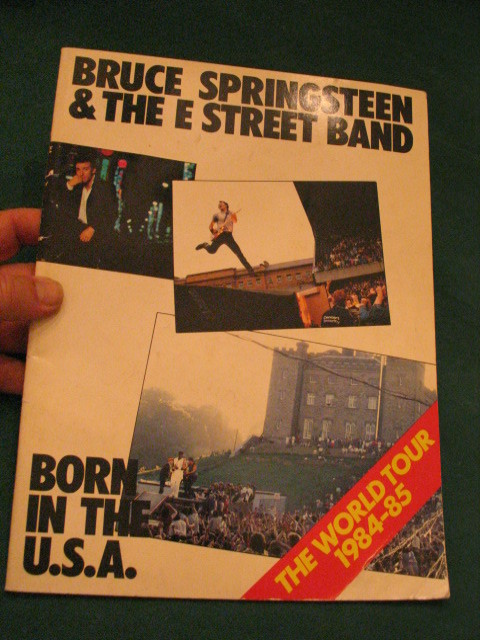 BRUCE SPRINGSTEEN
& THE E STREET BAND
BORN
IN THE
U.S.A.
THE WORLD TOUR
1984-85